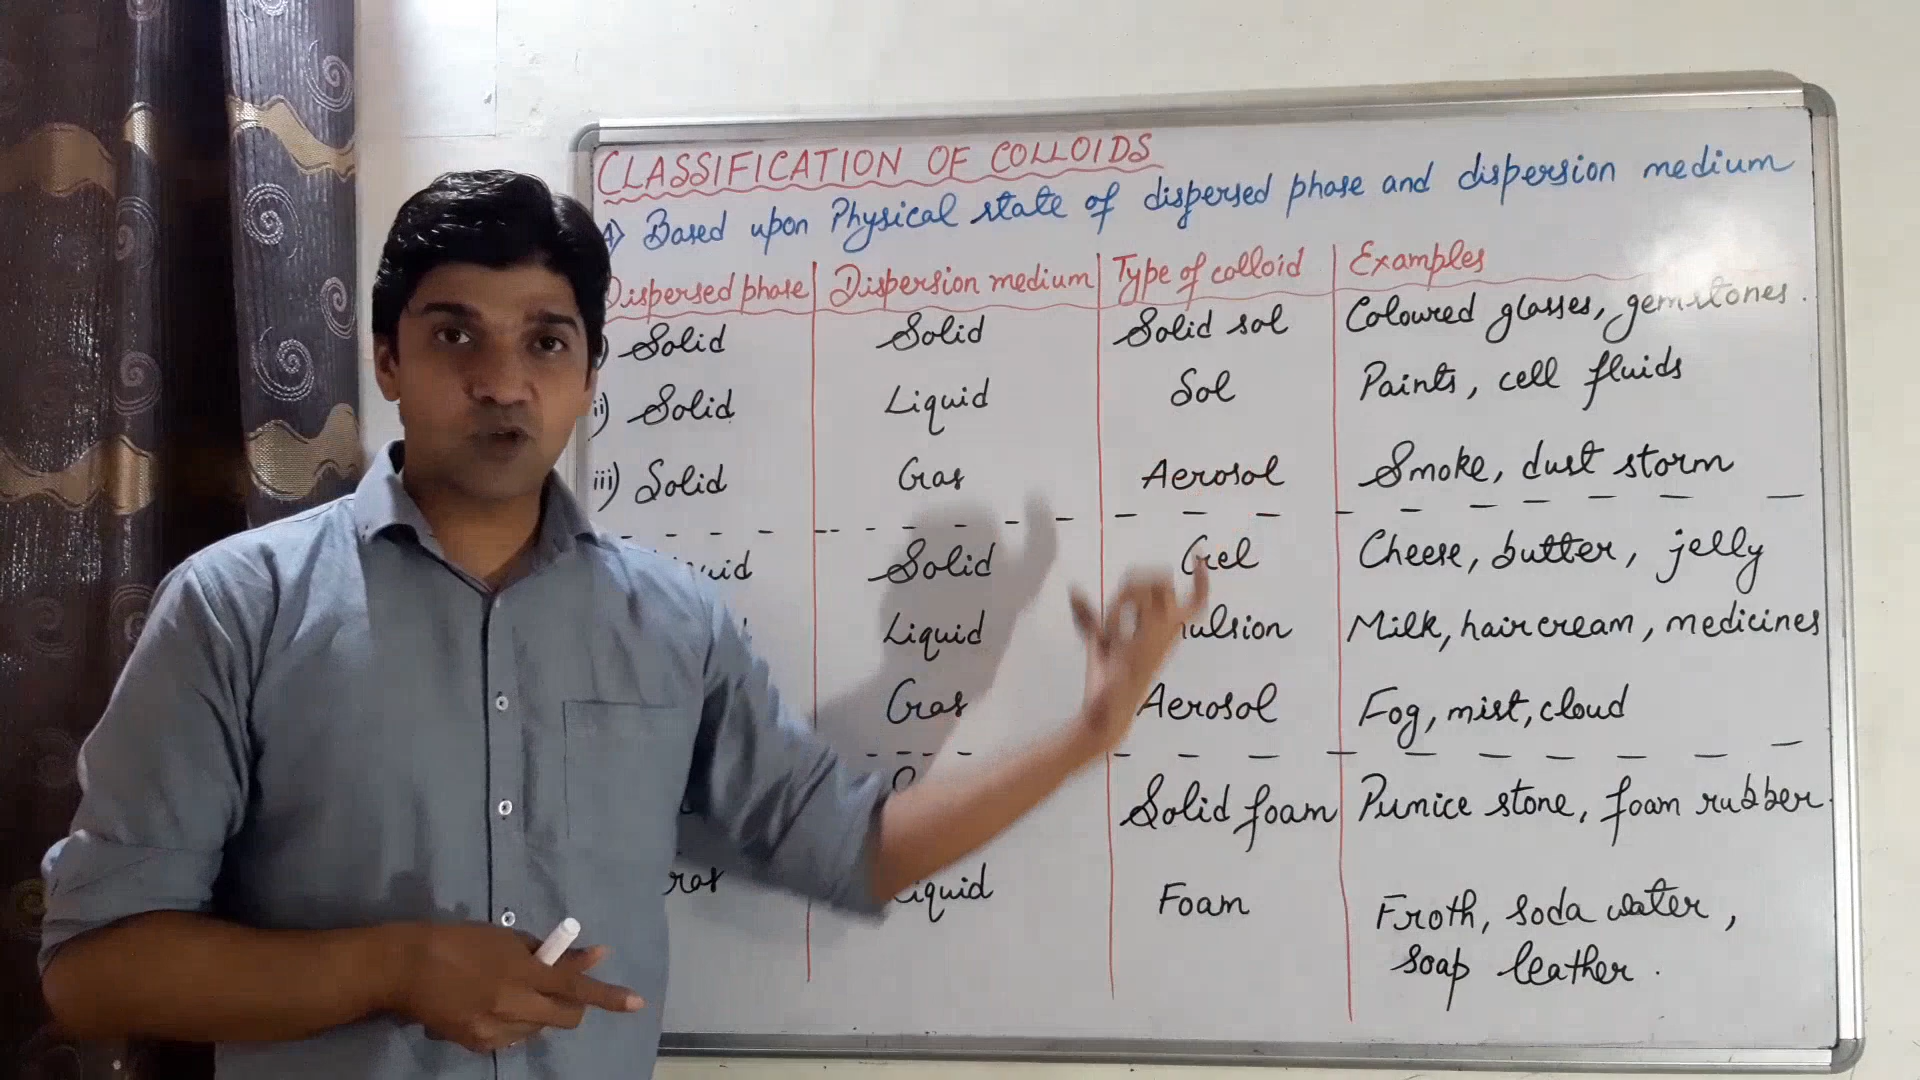 CLASSIFICATION OF COLLOIDS
A) Based upon Physical state of dispersed phase and dispersion medium
Dispersed phase Dispersion medium Type of colloid Examples
Solid Solid Solid sol Coloured glasses, gemstones.
ii) Solid Liquid Sol Paints, cell fluids
iii) Solid Gas Aerosol Smoke, dust storm
Solid Gel Cheese, butter, jelly
Liquid Milk, haircream, medicines
Gas Aerosol Fog, mist, cloud
Solid foam Pumice stone, foam rubber.
Liquid Foam Froth, soda water,
soap leather.